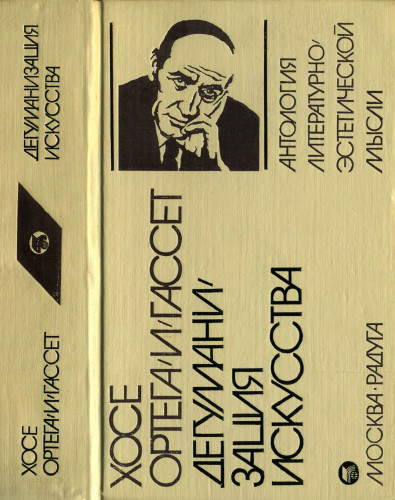 ХОСЕ
ОРТЕГА-И-ГАССЕТ
ДЕГУМАНИЗАЦИЯ
ИСКУССТВА
АНТОЛОГИЯ
ЛИТЕРАТУРНО-
ЭСТЕТИЧЕСКОЙ
МЫСЛИ
ХОСЕ
ОРТЕГА-И-ГАССЕТ
ДЕГУМАНИ-
ЗАЦИЯ
ИСКУССТВА
МОСКВА·РАДУГА